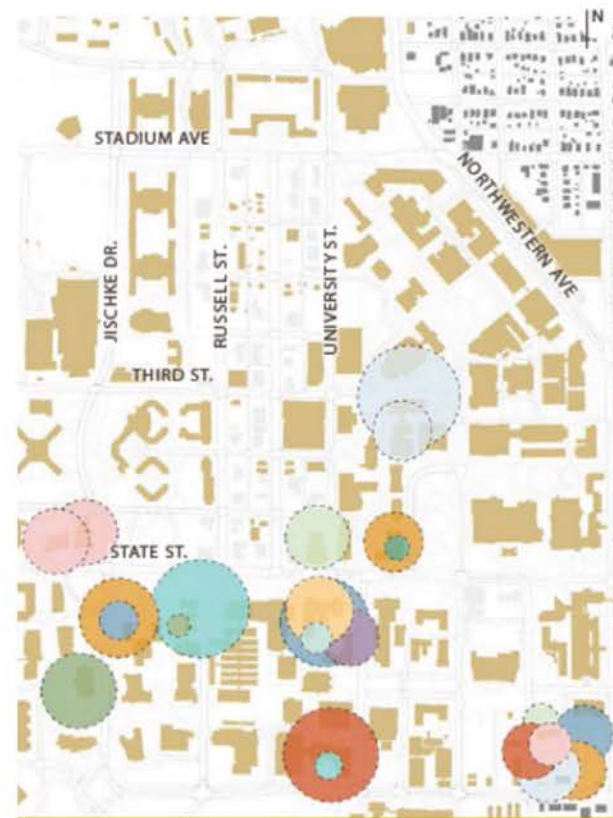 N
STADIUM AVE
NORTHWESTERN AVE
JISCHKE DR.
RUSSELL ST.
UNIVERSITY ST.
THIRD ST.
STATE ST.